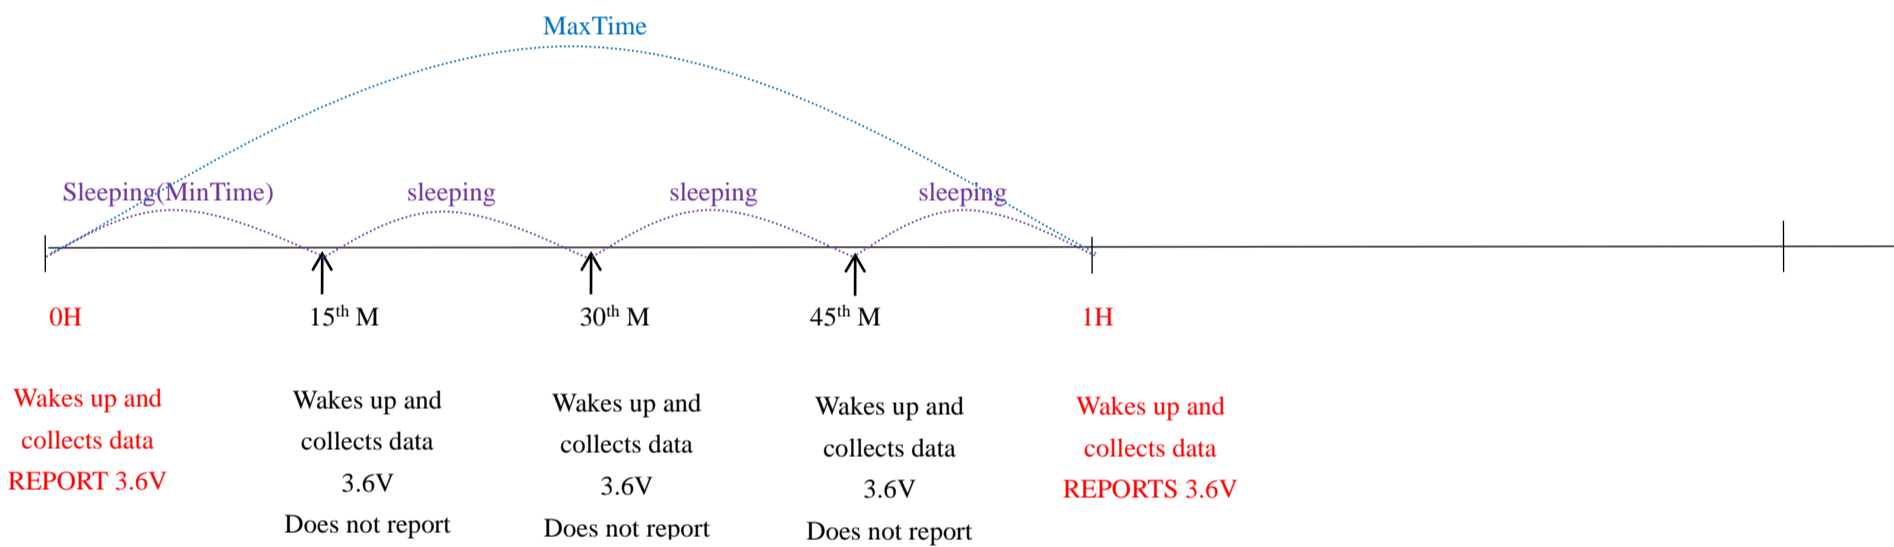 MaxTime
Sleeping(MinTime)
sleeping
sleeping
sleeping
0H
15th M
30th M
45th M
1H
Wakes up and
collects data
REPORT 3.6V
Wakes up and
collects data
3.6V
Does not report
Wakes up and
collects data
3.6V
Does not report
Wakes up and
collects data
3.6V
Does not report
Wakes up and
collects data
REPORTS 3.6V